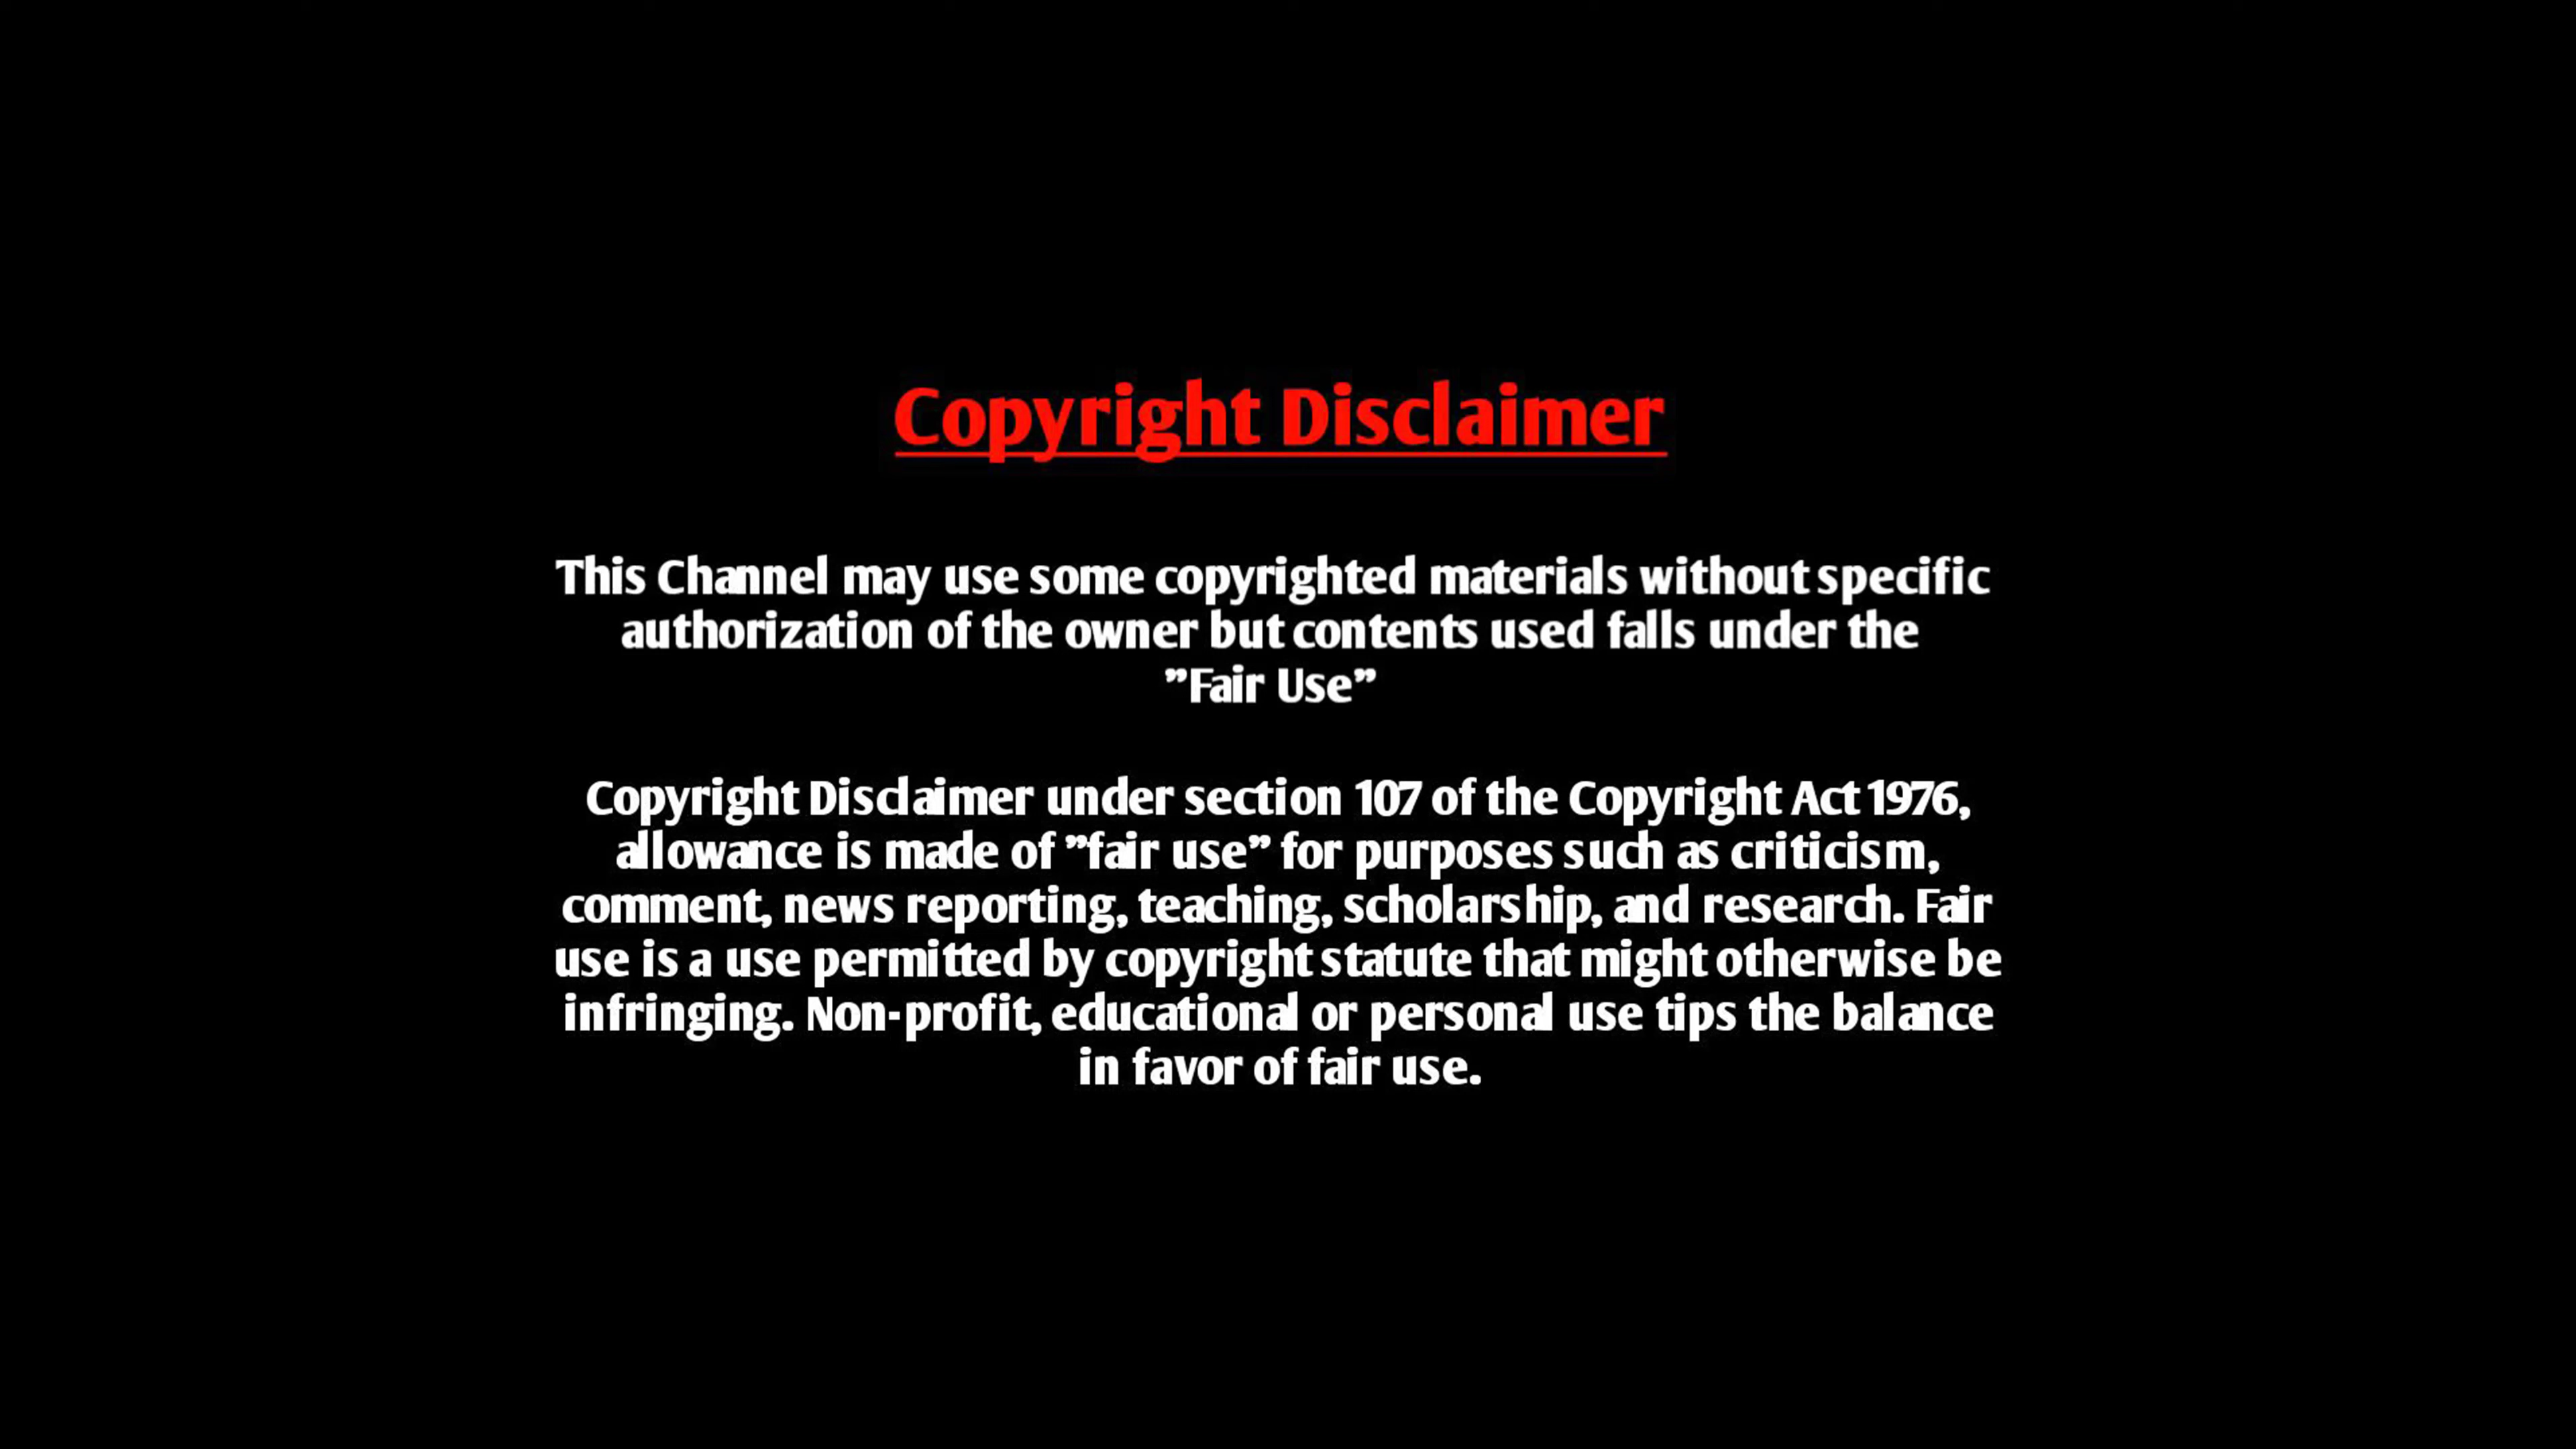 Copyright Disclaimer
This Channel may use some copyrighted materials without specific
authorization of the owner but contents used falls under the
"Fair Use"
Copyright Disclaimer under section 107 of the Copyright Act 1976,
allowance is made of "fair use" for purposes such as criticism,
comment, news reporting, teaching, scholarship, and research. Fair
use is a use permitted by copyright statute that might otherwise be
infringing. Non-profit, educational or personal use tips the balance
in favor of fair use.